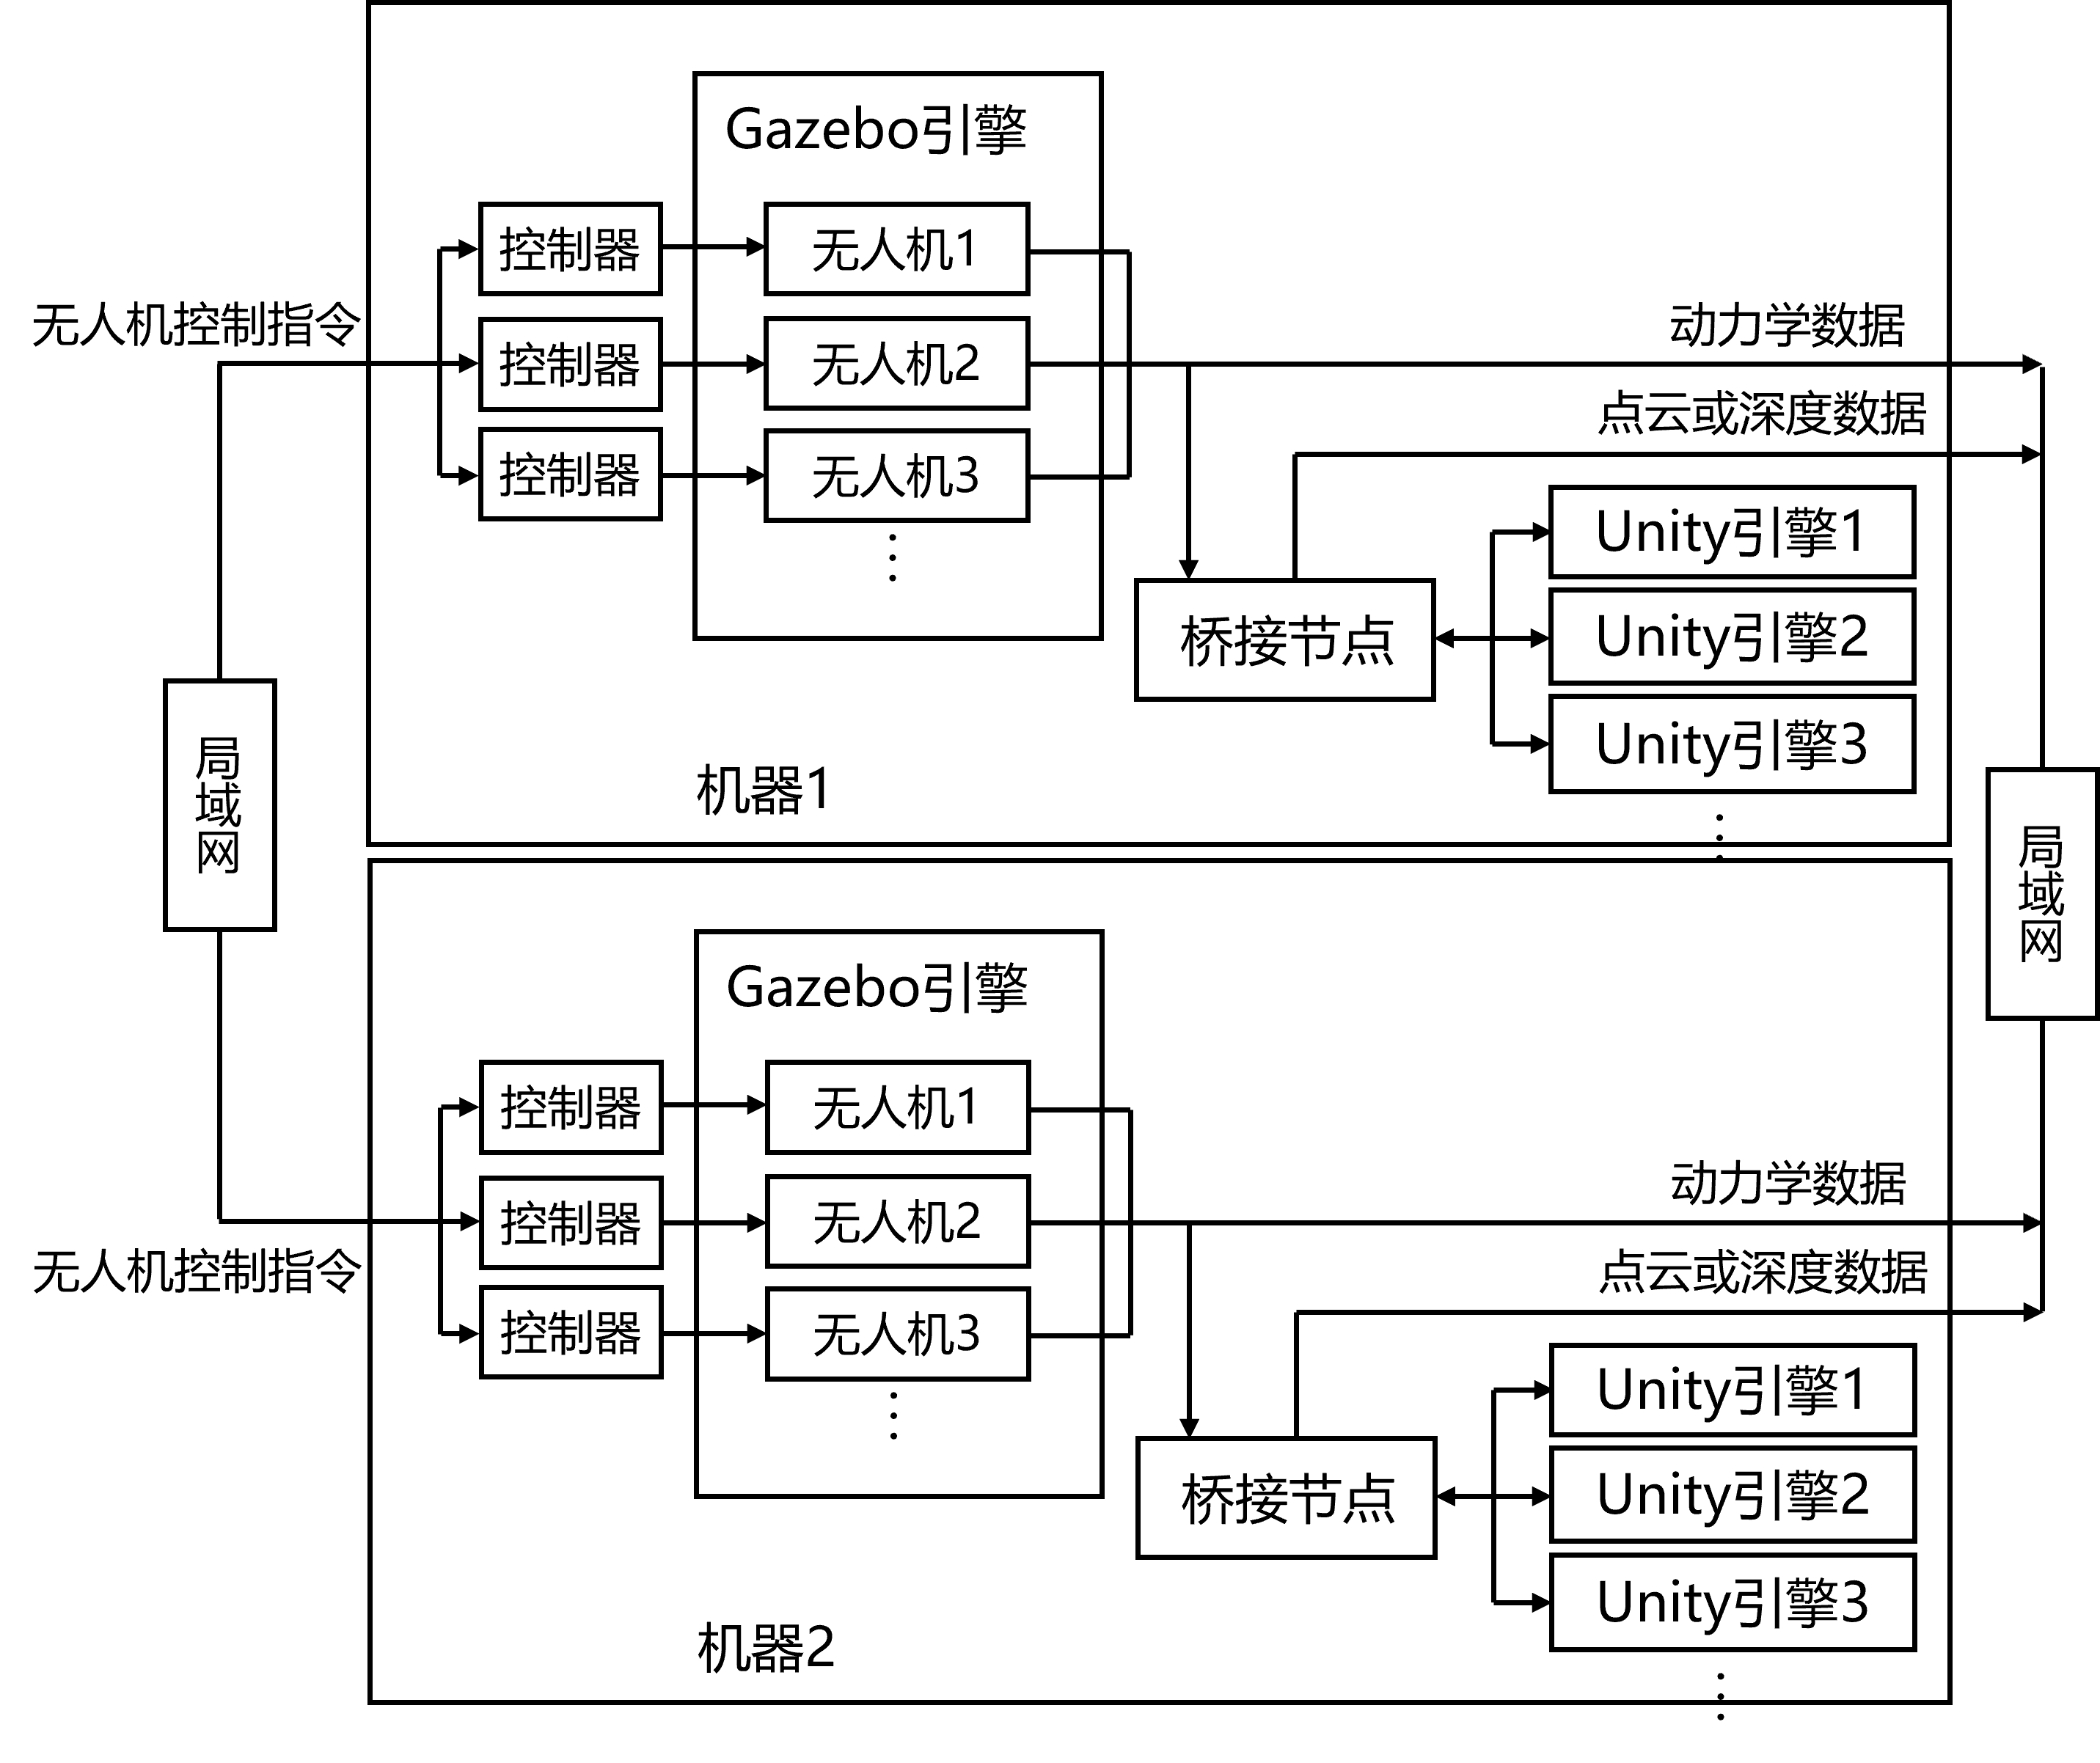 Gazebo引擎
控制器
无人机1
无人机控制指令
控制器
无人机2
动力学数据
点云或深度数据
控制器
无人机3
Unity引擎1
桥接节点
Unity引擎2
Unity引擎3
机器1
局域网
局域网
Gazebo引擎
控制器
无人机1
控制器
无人机2
动力学数据
无人机控制指令
点云或深度数据
控制器
无人机3
Unity引擎1
桥接节点
Unity引擎2
Unity引擎3
机器2